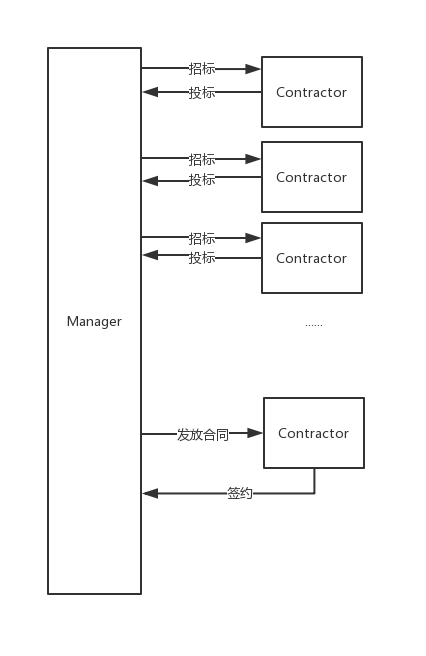 招标
Contractor
投标
招标
Contractor
投标
招标
Contractor
投标
Manager
......
发放合同
Contractor
签约